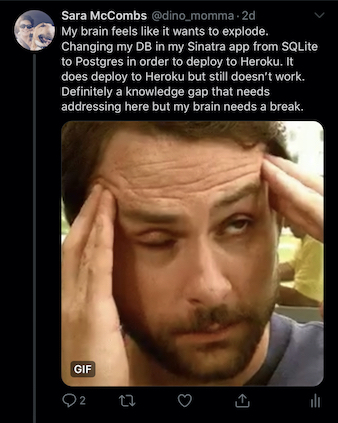 Sara McCombs @dino_momma · 2d
My brain feels like it wants to explode.
Changing my DB in my Sinatra app from SQLite
to Postgres in order to deploy to Heroku. It
does deploy to Heroku but still doesn't work.
Definitely a knowledge gap that needs
addressing here but my brain needs a break.
GIF
2